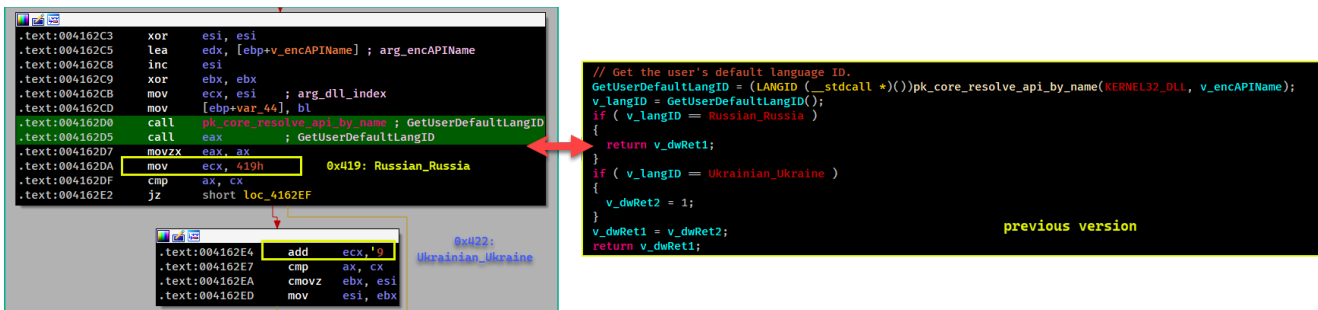 .text:004162C3 xor esi, esi
.text:004162C5 lea edx, [ebp+v_encAPIName] ; arg_encAPIName
.text:004162C8 inc esi
.text:004162C9 xor ebx, ebx
.text:004162CB mov ecx, esi ; arg_dll_index
.text:004162CD mov [ebp+var_44], bl
.text:004162D0 call pk_core_resolve_api_by_name ; GetUserDefaultLangID
.text:004162D5 call eax ; GetUserDefaultLangID
.text:004162D7 movzx eax, ax
.text:004162DA mov ecx, 419h 0x419: Russian_Russia
.text:004162DF cmp ax, cx
.text:004162E2 jz short loc_4162EF
.text:004162E4 add ecx,'9
.text:004162E7 cmp ax, cx
.text:004162EA cmovz ebx, esi
.text:004162ED mov esi, ebx
0x422:
Ukrainian_Ukraine
// Get the user's default language ID.
GetUserDefaultLangID = (LANGID (__stdcall *)())pk_core_resolve_api_by_name(KERNEL32_DLL, v_encAPIName);
v_langID = GetUserDefaultLangID();
if ( v_langID == Russian_Russia )
{
return v_dwRet1;
}
if ( v_langID == Ukrainian_Ukraine )
{
v_dwRet2 = 1;
}
v_dwRet1 = v_dwRet2;
return v_dwRet1;
previous version